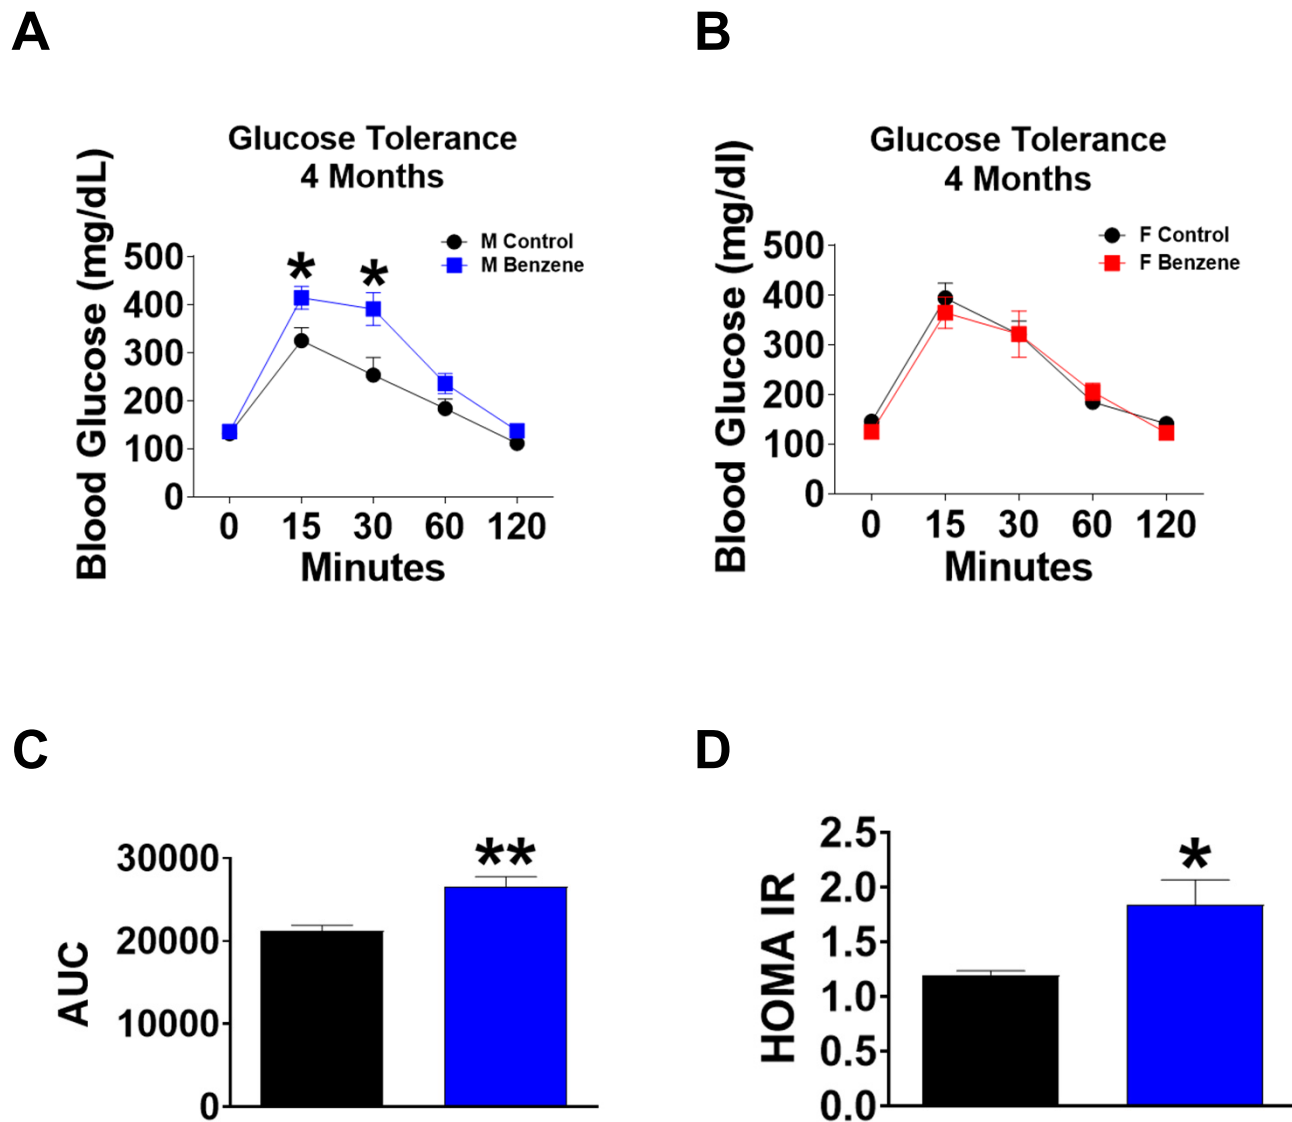 A
B
Glucose Tolerance
4 Months
Blood Glucose (mg/dL)
M Control
M Benzene
500
400
300
200
100
0
* *
0 15 30 60 120
Minutes
Glucose Tolerance
4 Months
Blood Glucose (mg/dl)
F Control
F Benzene
500
400
300
200
100
0
0 15 30 60 120
Minutes
C
D
AUC
30000
20000
10000
0
**
HOMA IR
2.5
2.0
1.5
1.0
0.5
0.0
*